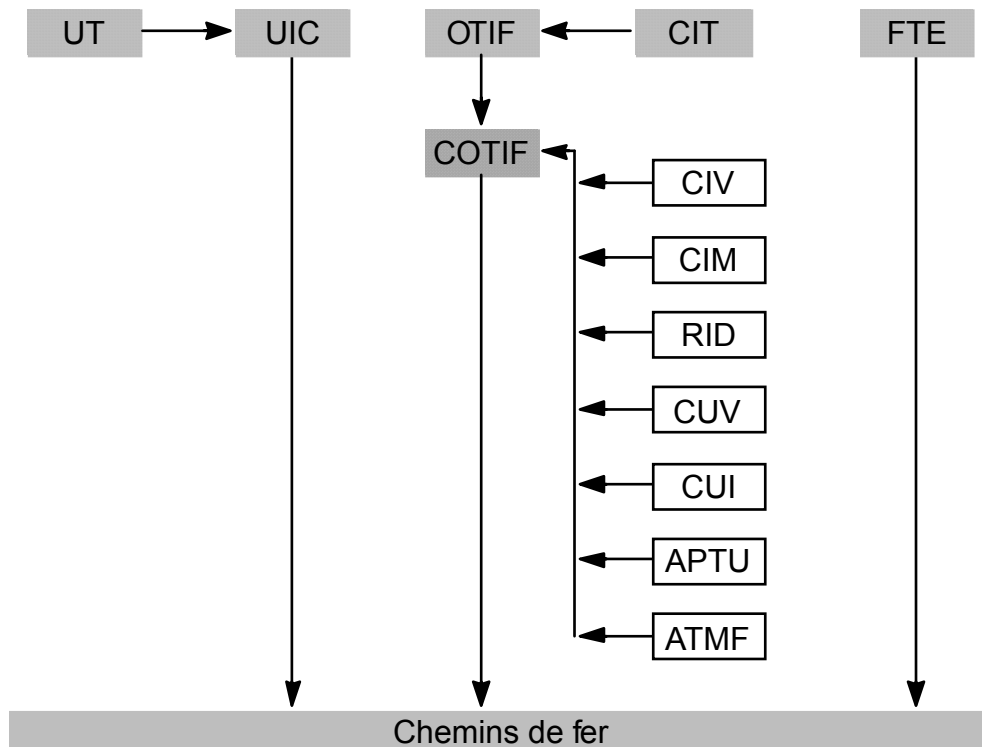 UT UIC OTIF CIT FTE
COTIF
CIV
CIM
RID
CUV
CUI
APTU
ATMF
Chemins de fer